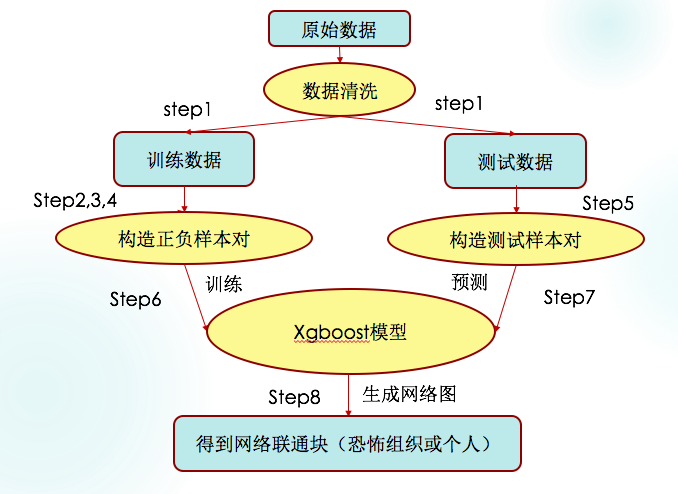 原始数据
数据清洗
step1
step1
训练数据
测试数据
Step2,3,4
Step5
构造正负样本对
构造测试样本对
训练
预测
Step6
Step7
Xgboost模型
Step8
生成网络图
得到网络联通块（恐怖组织或个人）